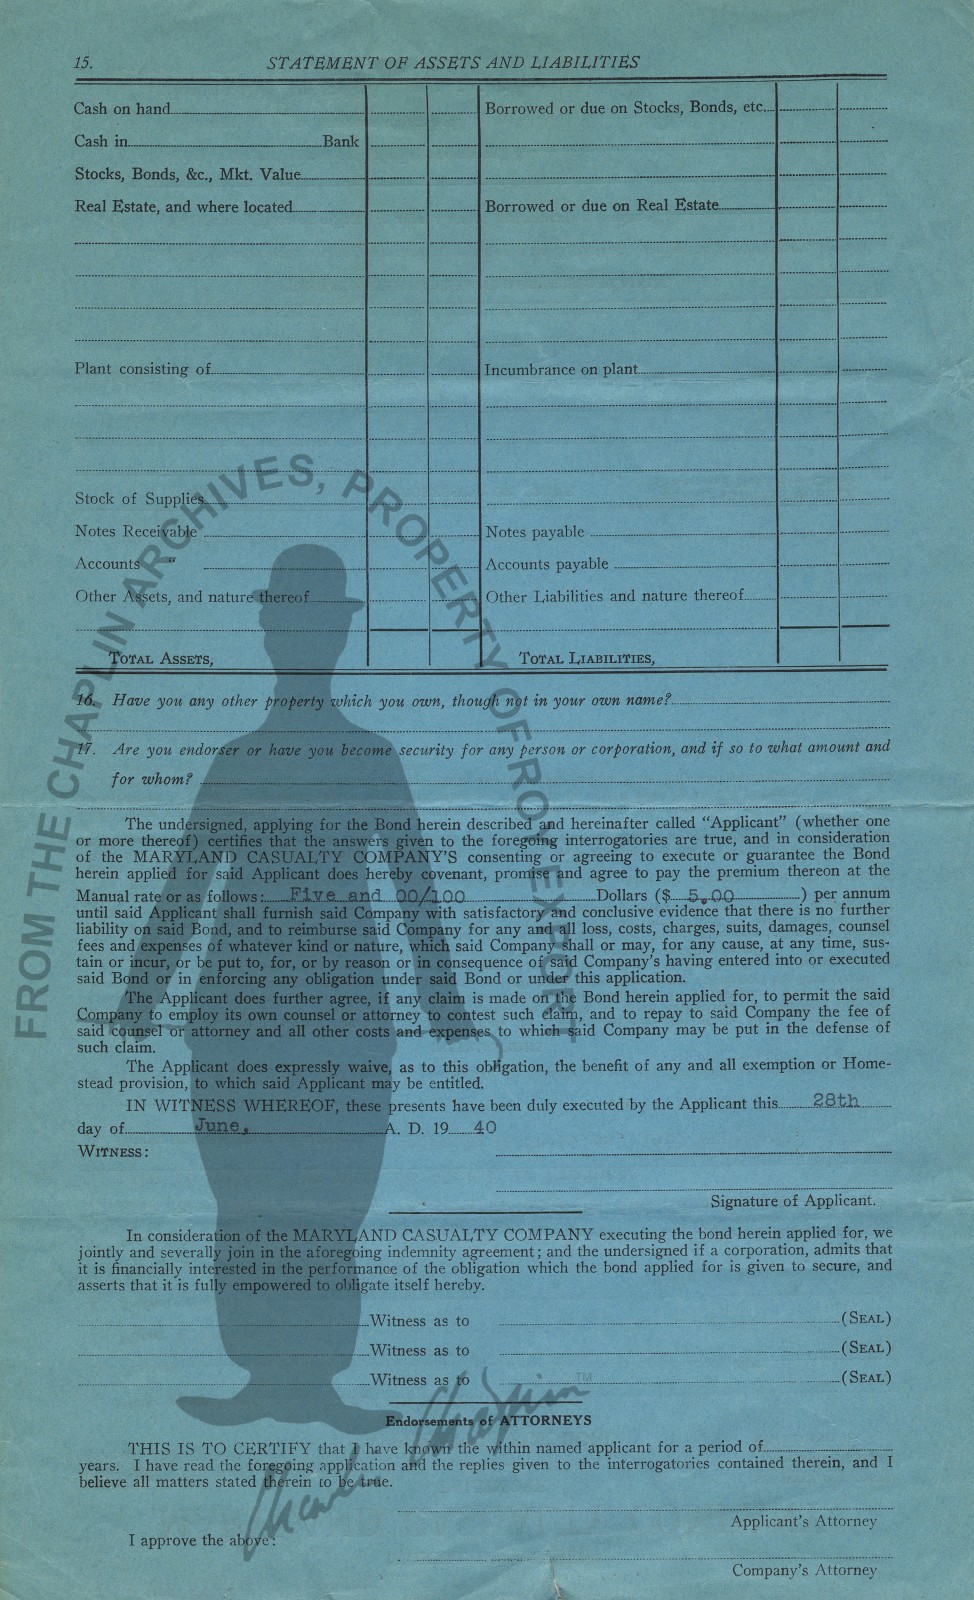 15. STATEMENT OF ASSETS AND LIABILITIES
Cash on hand Borrowed or due on Stocks, Bonds, etc.
Cash in Bank
Stocks, Bonds, &c., Mkt. Value
Real Estate, and where located Borrowed or due on Real Estate
Plant consisting of Incumbrance on plant
Stock of Supplies
Notes Receivable Notes payable
Accounts " Accounts payable
Other Assets, and nature thereof Other Liabilities and nature thereof
TOTAL ASSETS, TOTAL LIABILITIES,
16. Have you any other property which you own, though not in your own name?
17. Are you endorser or have you become security for any person or corporation, and if so to what amount and
for whom?
The undersigned, applying for the Bond herein described and hereinafter called "Applicant" (whether one
or more thereof) certifies that the answers given to the foregoing interrogatories are true, and in consideration
of the MARYLAND CASUALTY COMPANY'S consenting or agreeing to execute or guarantee the Bond
herein applied for said Applicant does hereby covenant, promise and agree to pay the premium thereon at the
Manual rate or as follows: Five and 00/100 Dollars ($ 5.00 ) per annum
until said Applicant shall furnish said Company with satisfactory and conclusive evidence that there is no further
liability on said Bond, and to reimburse said Company for any and all loss, costs, charges, suits, damages, counsel
fees and expenses of whatever kind or nature, which said Company shall or may, for any cause, at any time, sus-
tain or incur, or be put to, for, or by reason or in consequence of said Company's having entered into or executed
said Bond or in enforcing any obligation under said Bond or under this application.
The Applicant does further agree, if any claim is made on the Bond herein applied for, to permit the said
Company to employ its own counsel or attorney to contest such claim, and to repay to said Company the fee of
said counsel or attorney and all other costs and expenses to which said Company may be put in the defense of
such claim.
The Applicant does expressly waive, as to this obligation, the benefit of any and all exemption or Home-
stead provision, to which said Applicant may be entitled.
IN WITNESS WHEREOF, these presents have been duly executed by the Applicant this 28th
day of June, A. D. 19 40
WITNESS:
Signature of Applicant.
In consideration of the MARYLAND CASUALTY COMPANY executing the bond herein applied for, we
jointly and severally join in the aforegoing indemnity agreement; and the undersigned if a corporation, admits that
it is financially interested in the performance of the obligation which the bond applied for is given to secure, and
asserts that it is fully empowered to obligate itself hereby.
Witness as to (SEAL)
Witness as to (SEAL)
Witness as to (SEAL)
Endorsements of ATTORNEYS
THIS IS TO CERTIFY that I have known the within named applicant for a period of
years. I have read the foregoing application and the replies given to the interrogatories contained therein, and I
believe all matters stated therein to be true.
Applicant's Attorney
I approve the above:
Company's Attorney
FROM THE CHAPLIN ARCHIVES, PROPERTY OF ROY EXPORT
Charlie Chaplin TM